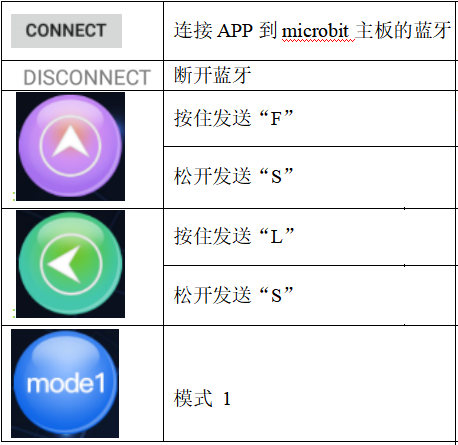 CONNECT
连接 APP 到 microbit 主板的蓝牙
DISCONNECT
断开蓝牙
按住发送“F”
松开发送“S”
按住发送“L”
松开发送“S”
mode1
模式 1